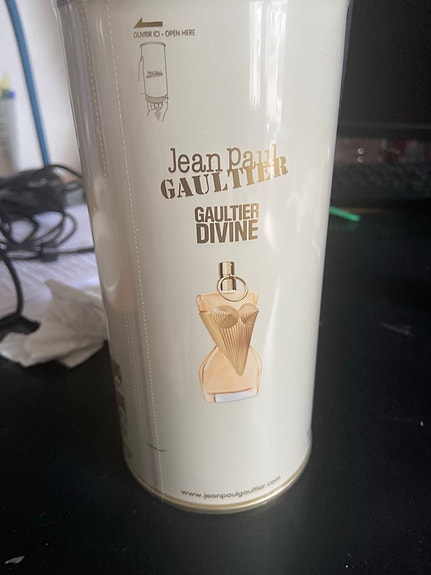 OUVRIR ICI - OPEN HERE
Jean Paul
GAULTIER
GAULTIER
DIVINE
www.jeanpaulgaultier.com